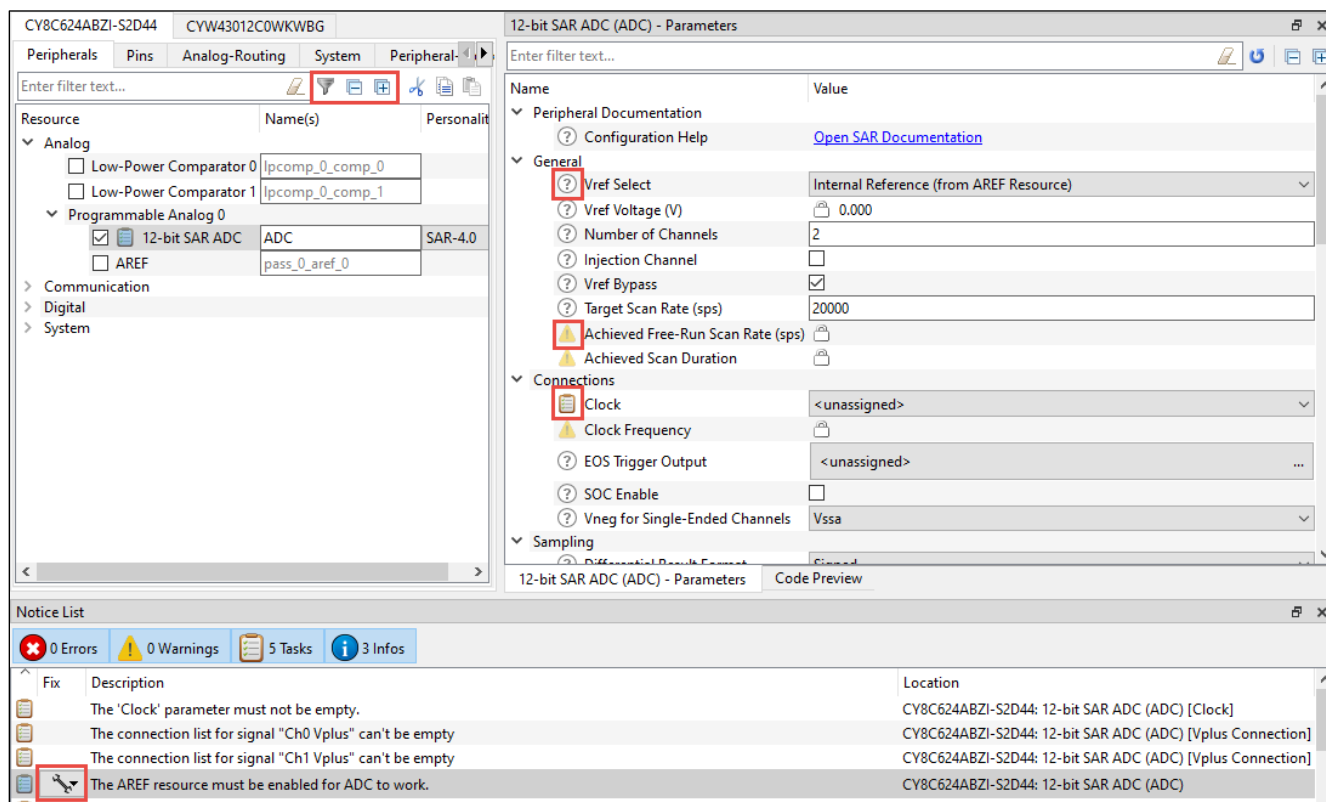 CY8C624ABZI-S2D44 CYW43012C0WKWBG
Peripherals Pins Analog-Routing System Peripheral-
Enter filter text...
Resource Name(s) Personalit
Analog
Low-Power Comparator 0 lpcomp_0_comp_0
Low-Power Comparator 1 lpcomp_0_comp_1
Programmable Analog 0
12-bit SAR ADC ADC SAR-4.0
AREF pass_0_aref_0
Communication
Digital
System
12-bit SAR ADC (ADC) - Parameters
Enter filter text...
Name Value
Peripheral Documentation
Configuration Help Open SAR Documentation
General
Vref Select Internal Reference (from AREF Resource)
Vref Voltage (V) 0.000
Number of Channels 2
Injection Channel
Vref Bypass
Target Scan Rate (sps) 20000
Achieved Free-Run Scan Rate (sps)
Achieved Scan Duration
Connections
Clock <unassigned>
Clock Frequency
EOS Trigger Output <unassigned> ...
SOC Enable
Vneg for Single-Ended Channels Vssa
Sampling
Differential Result Format Signed
12-bit SAR ADC (ADC) - Parameters Code Preview
Notice List
0 Errors 0 Warnings 5 Tasks 3 Infos
Fix Description Location
The 'Clock' parameter must not be empty. CY8C624ABZI-S2D44: 12-bit SAR ADC (ADC) [Clock]
The connection list for signal "Ch0 Vplus" can't be empty CY8C624ABZI-S2D44: 12-bit SAR ADC (ADC) [Vplus Connection]
The connection list for signal "Ch1 Vplus" can't be empty CY8C624ABZI-S2D44: 12-bit SAR ADC (ADC) [Vplus Connection]
The AREF resource must be enabled for ADC to work. CY8C624ABZI-S2D44: 12-bit SAR ADC (ADC)